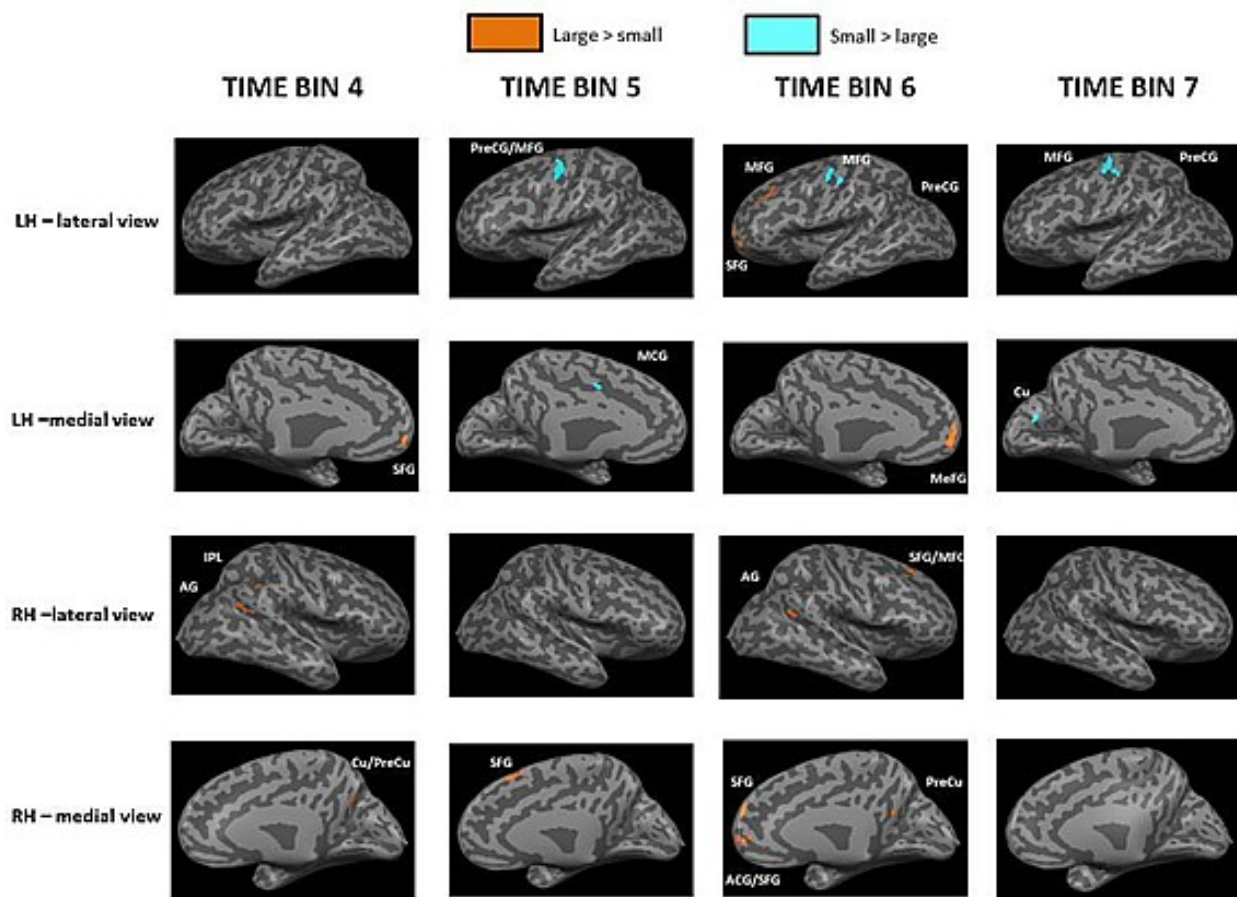 Large > small
Small > large
TIME BIN 4
TIME BIN 5
TIME BIN 6
TIME BIN 7
LH – lateral view
PreCG/MFG
MFG
MFG
PreCG
SFG
MFG
PreCG
LH –medial view
SFG
MCG
MeFG
Cu
RH –lateral view
IPL
AG
AG
SFG/MFG
RH – medial view
Cu/PreCu
SFG
SFG
PreCu
ACG/SFG